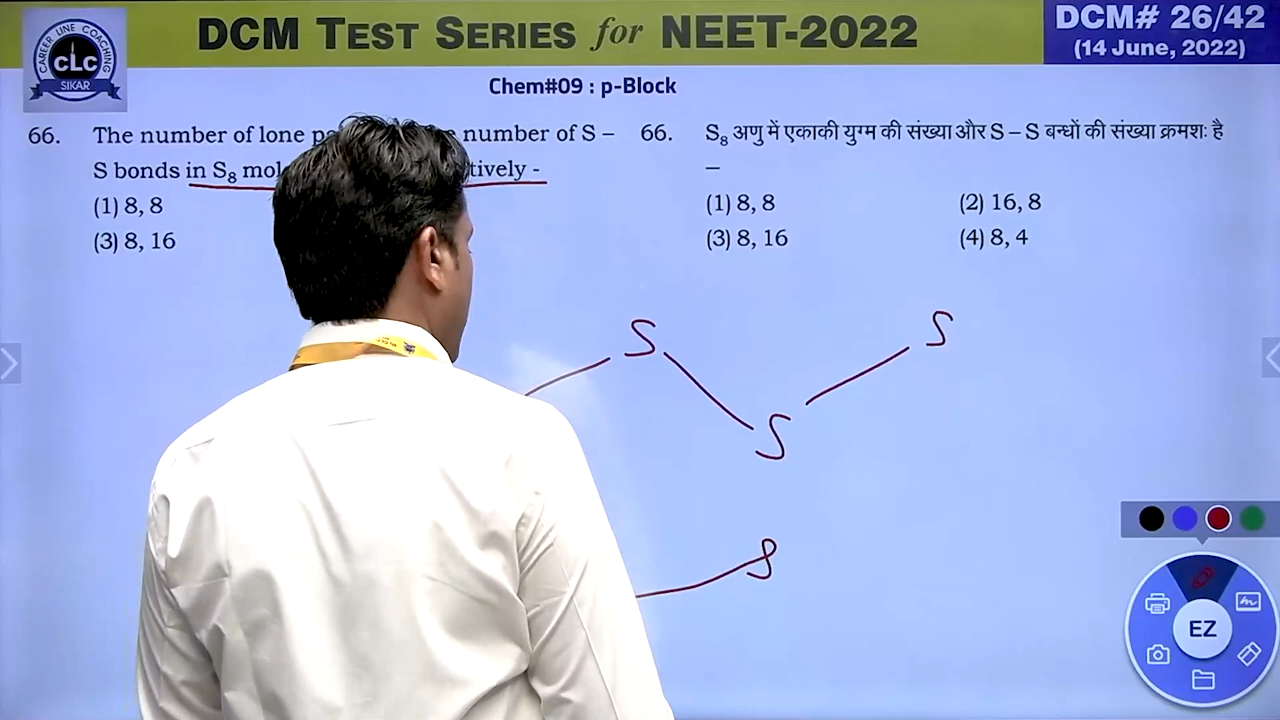 CAREER LINE COACHING
CLC
SIKAR
DCM TEST SERIES for NEET-2022
DCM# 26/42
(14 June, 2022)
Chem#09 : p-Block
66. The number of lone number of S –
S bonds in S₈
(1) 8, 8
(3) 8, 16
66. S₈ अणु में एकाकी युग्म की संख्या और S – S बन्धों की संख्या क्रमशः है
–
(1) 8, 8 (2) 16, 8
(3) 8, 16 (4) 8, 4
S S
S
S
EZ